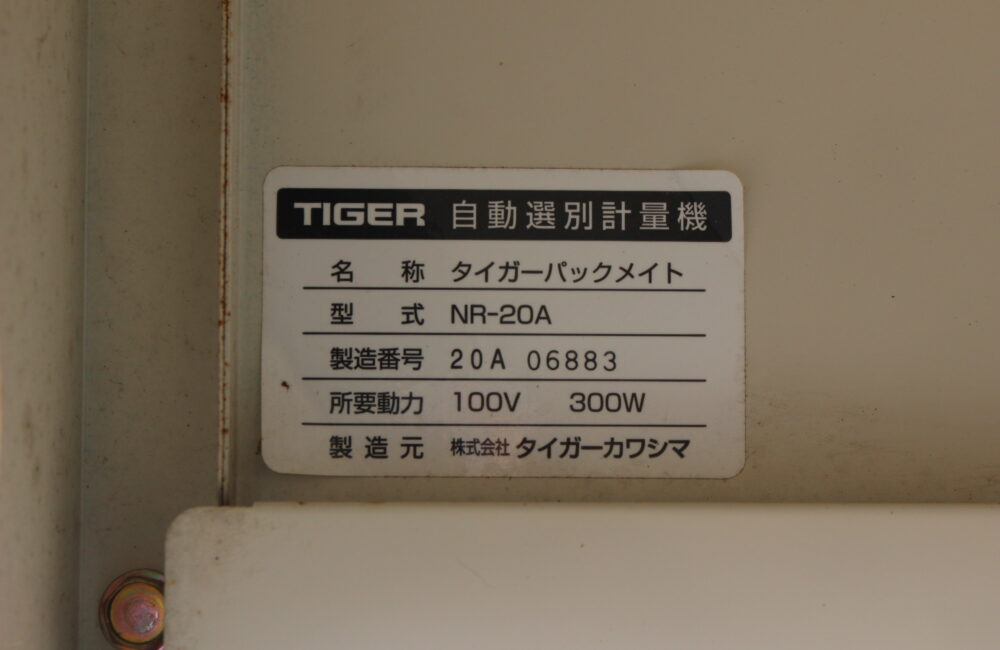 TIGER 自動選別計量機
名 称 タイガーパックメイト
型 式 NR-20A
製造番号 20A 06883
所要動力 100V 300W
製造元 株式会社 タイガーカワシマ